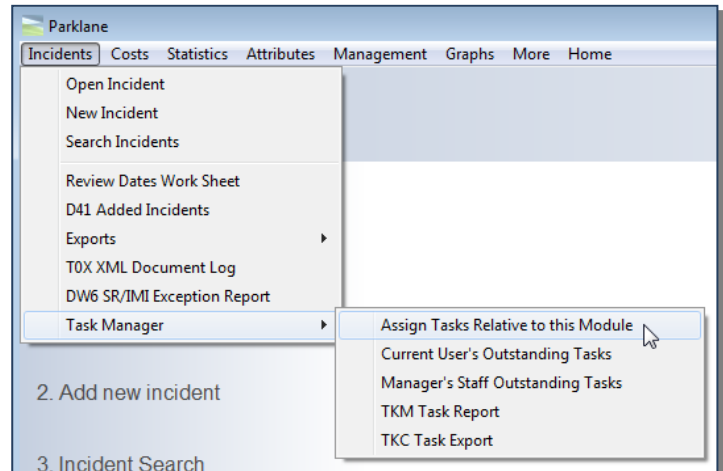 Parklane
Incidents Costs Statistics Attributes Management Graphs More Home
Open Incident
New Incident
Search Incidents
Review Dates Work Sheet
D41 Added Incidents
Exports
T0X XML Document Log
DW6 SR/IMI Exception Report
Task Manager
Assign Tasks Relative to this Module
Current User's Outstanding Tasks
Manager's Staff Outstanding Tasks
TKM Task Report
TKC Task Export
2. Add new incident
3. Incident Search